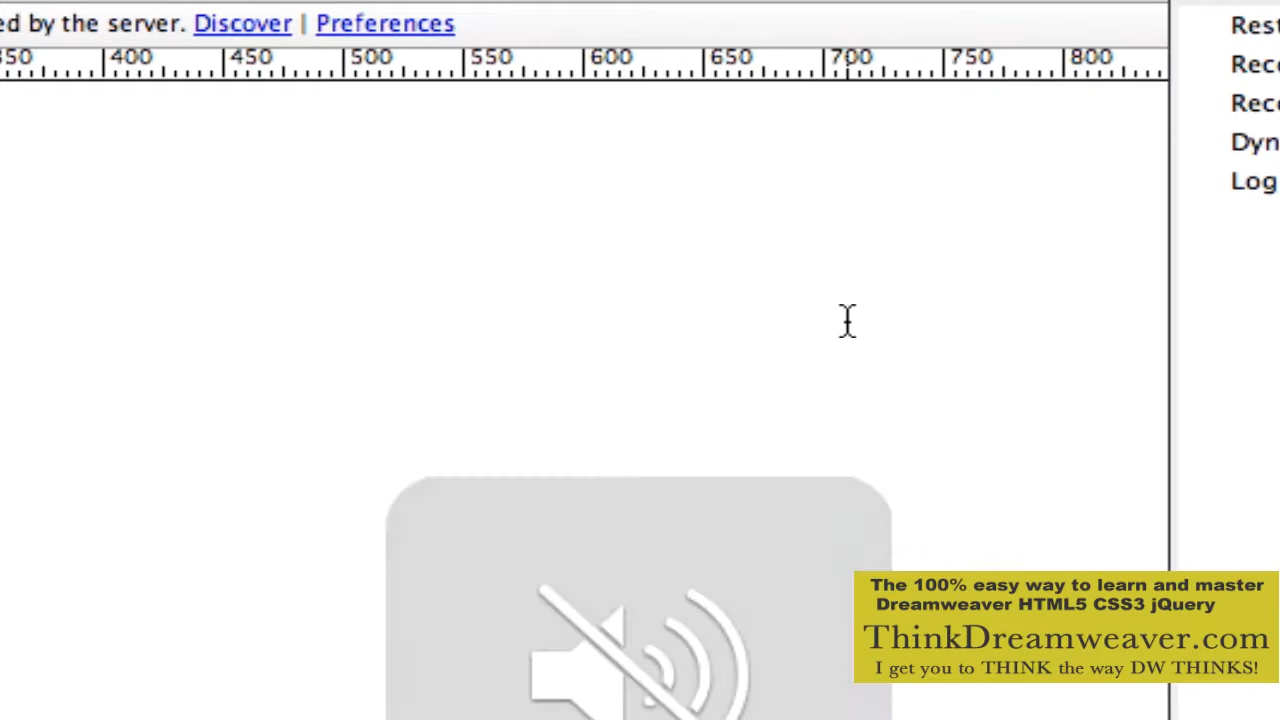 ed by the server. Discover | Preferences
350 400 450 500 550 600 650 700 750 800
Rest
Reco
Reco
Dyn
Log
The 100% easy way to learn and master
Dreamweaver HTML5 CSS3 jQuery
ThinkDreamweaver.com
I get you to THINK the way DW THINKS!